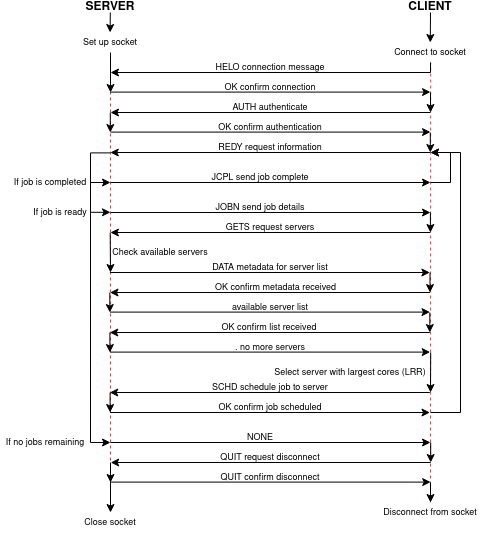 SERVER
CLIENT
Set up socket
Connect to socket
HELO connection message
OK confirm connection
AUTH authenticate
OK confirm authentication
REDY request information
If job is completed
JCPL send job complete
If job is ready
JOBN send job details
GETS request servers
Check available servers
DATA metadata for server list
OK confirm metadata received
available server list
OK confirm list received
. no more servers
Select server with largest cores (LRR)
SCHD schedule job to server
OK confirm job scheduled
If no jobs remaining
NONE
QUIT request disconnect
QUIT confirm disconnect
Disconnect from socket
Close socket